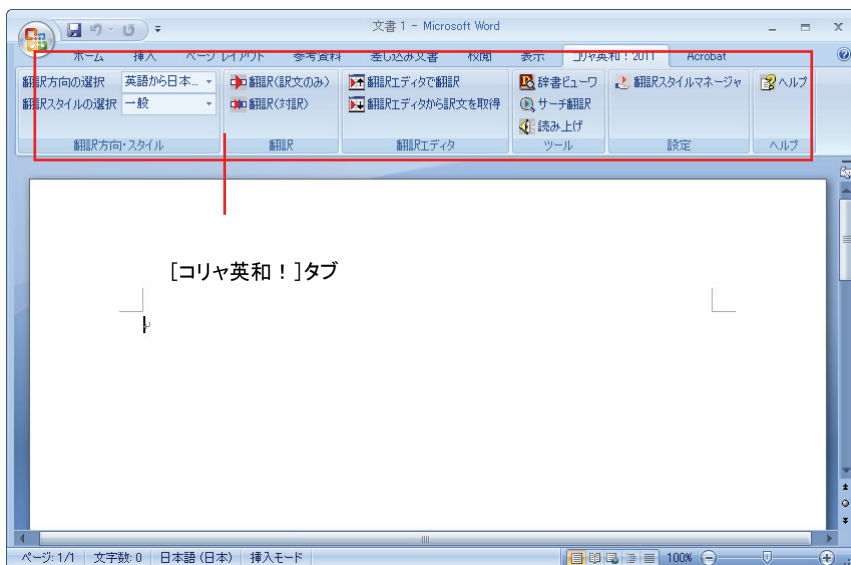 文書 1 - Microsoft Word
ホーム 挿入 ページ レイアウト 参考資料 差し込み文書 校閲 表示 コリャ英和！2011 Acrobat
翻訳方向の選択 英語から日本... 翻訳(訳文のみ) 翻訳エディタで翻訳 辞書ビューワ 翻訳スタイルマネージャ ヘルプ
翻訳スタイルの選択 一般 翻訳(対訳) 翻訳エディタから訳文を取得 サーチ翻訳
読み上げ
翻訳方向・スタイル 翻訳 翻訳エディタ ツール 設定 ヘルプ
[コリャ英和！]タブ
ページ: 1/1 文字数: 0 日本語 (日本) 挿入モード 100%